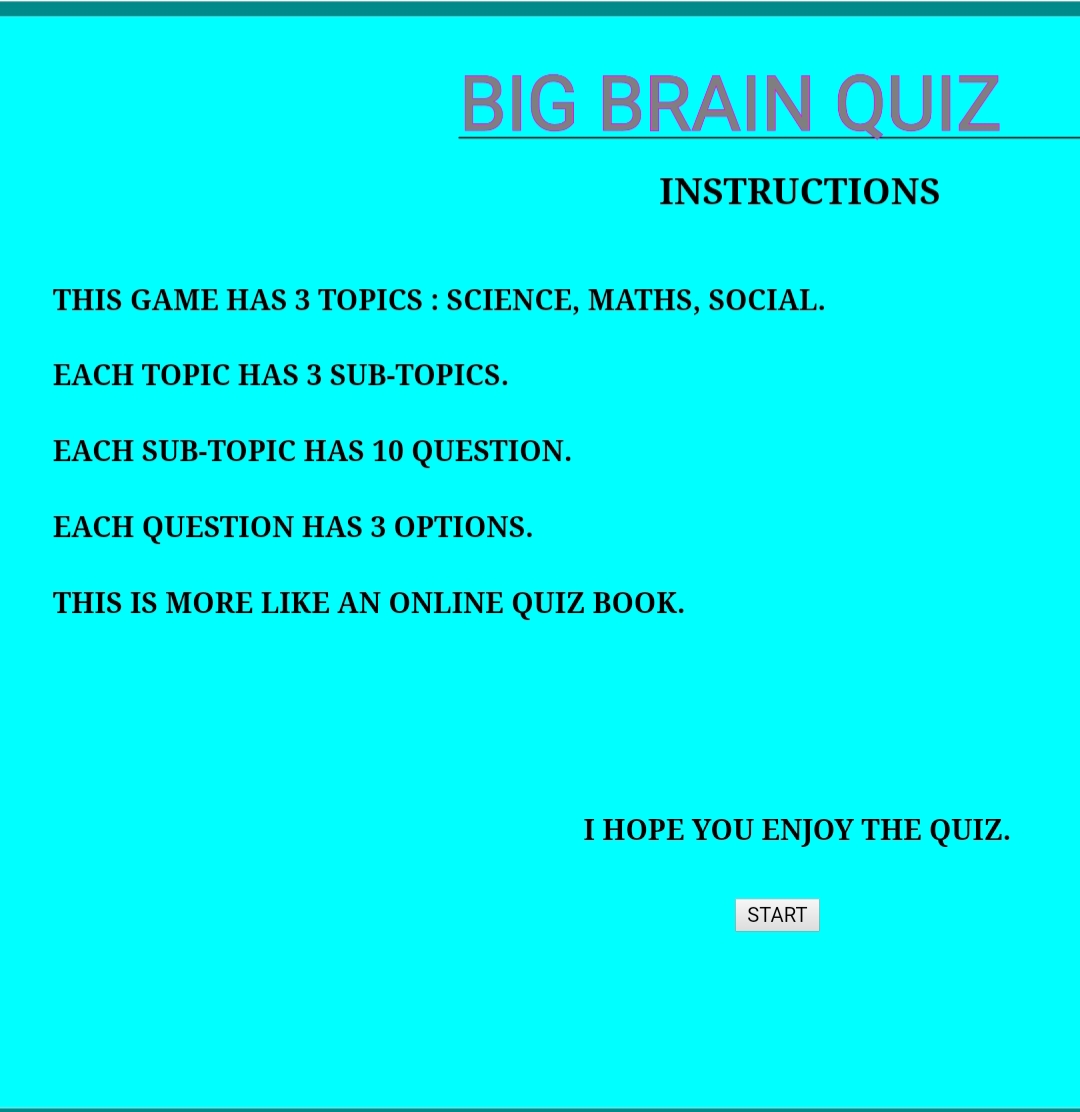 BIG BRAIN QUIZ
INSTRUCTIONS
THIS GAME HAS 3 TOPICS : SCIENCE, MATHS, SOCIAL.
EACH TOPIC HAS 3 SUB-TOPICS.
EACH SUB-TOPIC HAS 10 QUESTION.
EACH QUESTION HAS 3 OPTIONS.
THIS IS MORE LIKE AN ONLINE QUIZ BOOK.
I HOPE YOU ENJOY THE QUIZ.
START